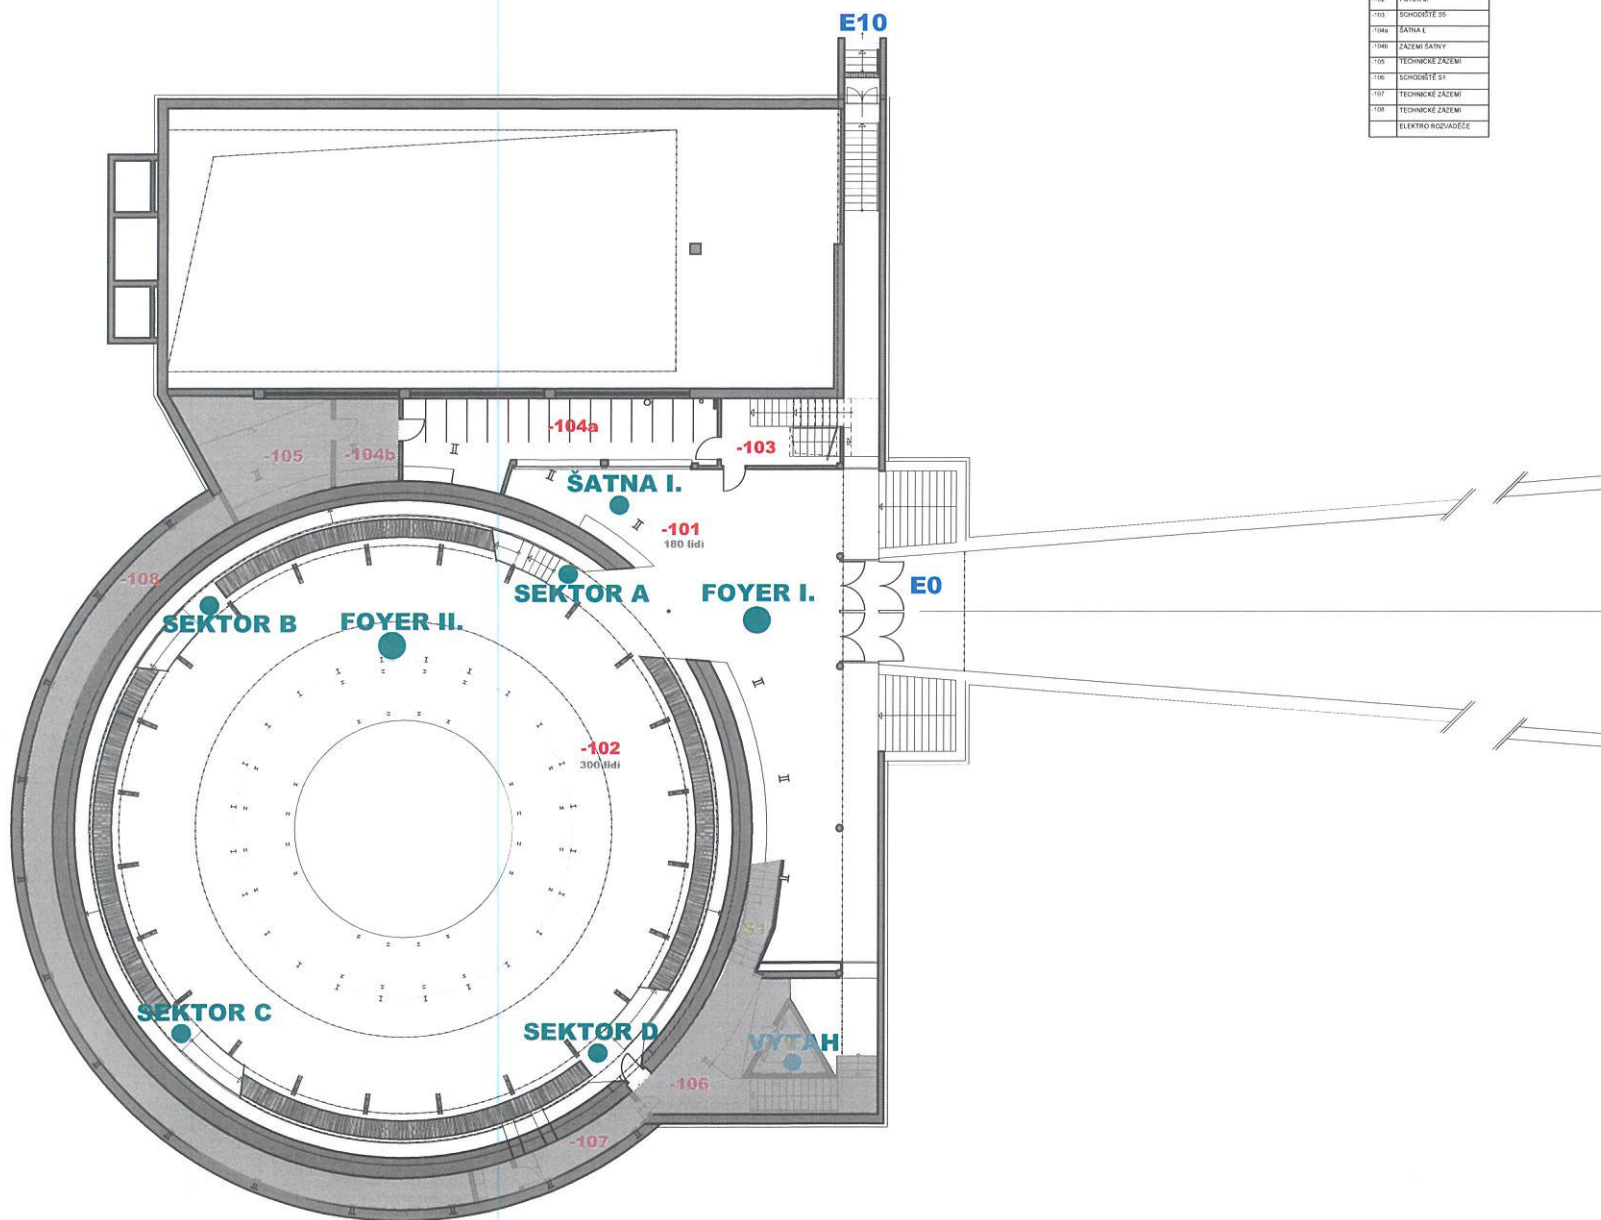 E10
-103 SCHODIŠTĚ S5
-104a ŠATNA I.
-104b ZÁZEMÍ ŠATNY
-105 TECHNICKÉ ZÁZEMÍ
-106 SCHODIŠTĚ S1
-107 TECHNICKÉ ZÁZEMÍ
-108 TECHNICKÉ ZÁZEMÍ
ELEKTRO ROZVADĚČE
-104a
-103
-105
-104b
ŠATNA I.
-101
180 lidí
-108
SEKTOR A
FOYER I.
E0
SEKTOR B
FOYER II.
-102
300 lidí
S1
SEKTOR C
SEKTOR D
VÝTAH
-106
-107